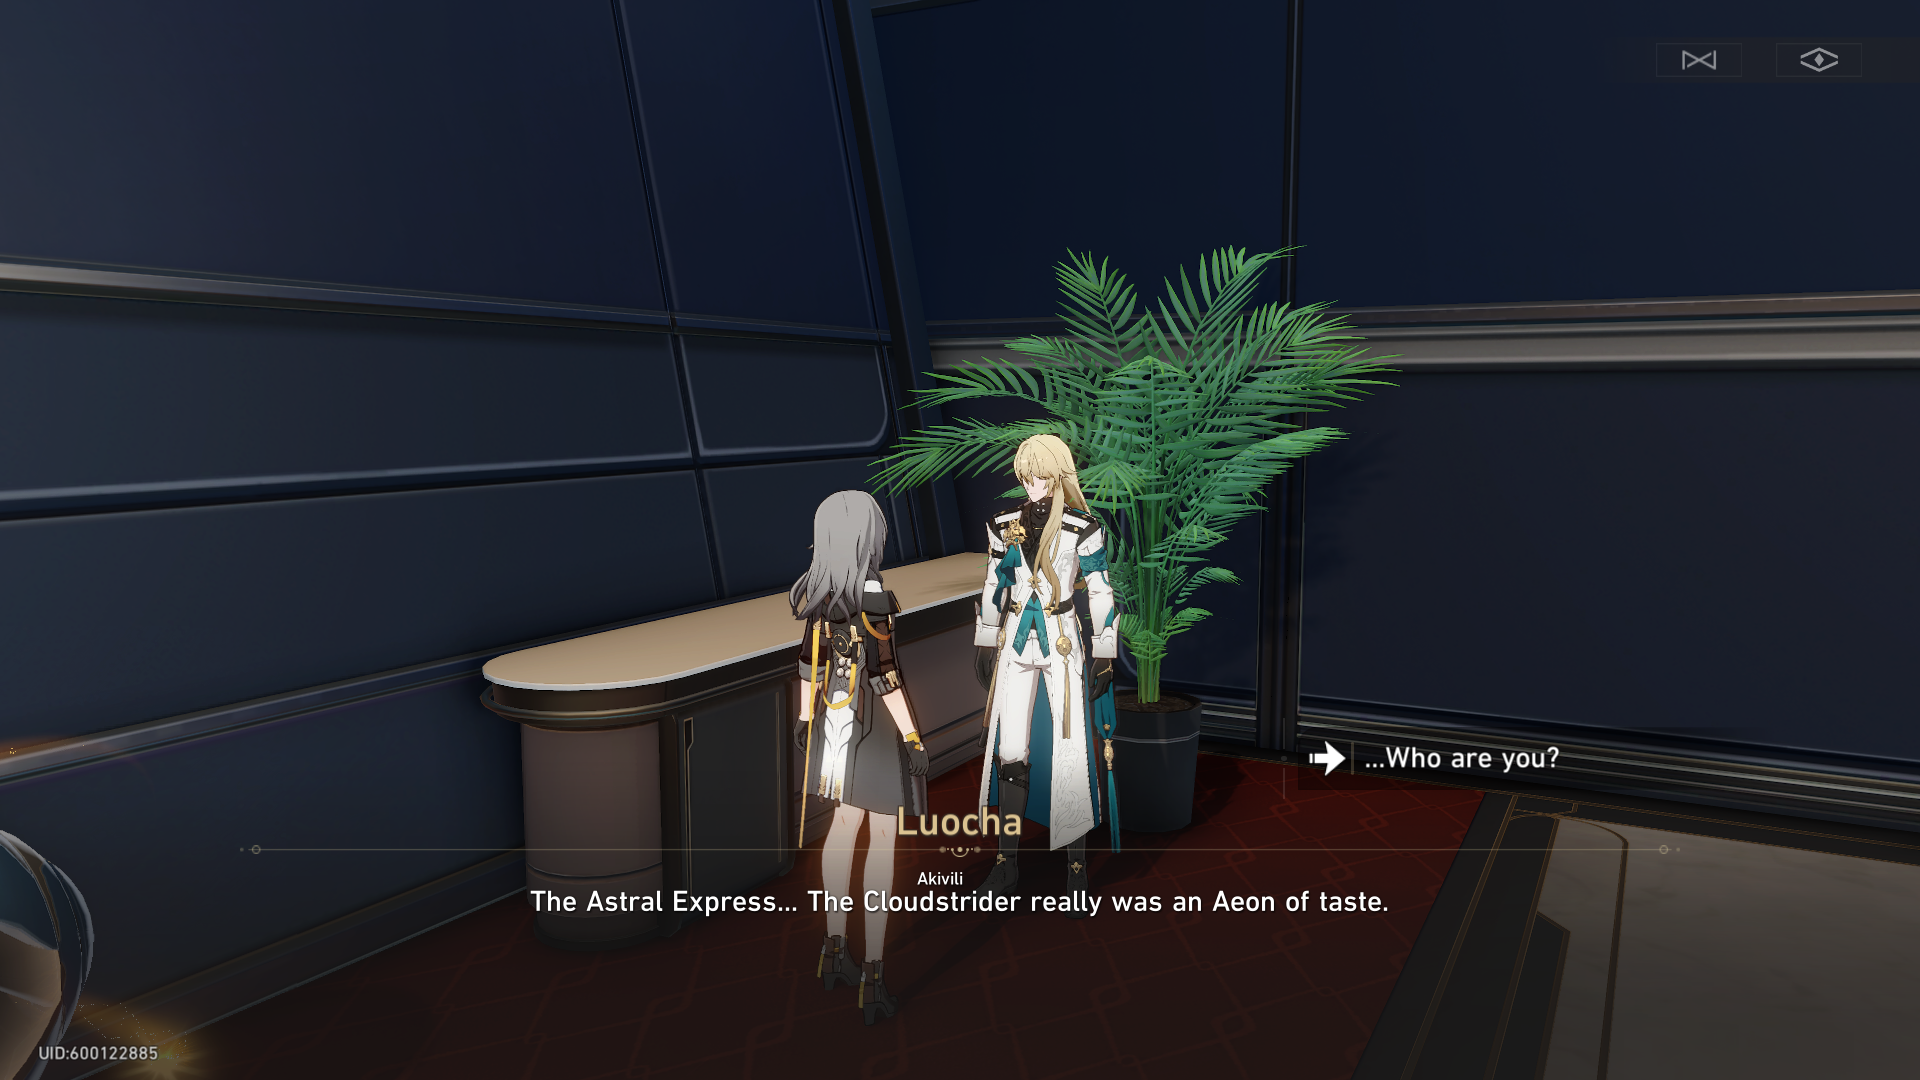 ...Who are you?
Luocha
Akivili
The Astral Express... The Cloudstrider really was an Aeon of taste.
UID:600122885